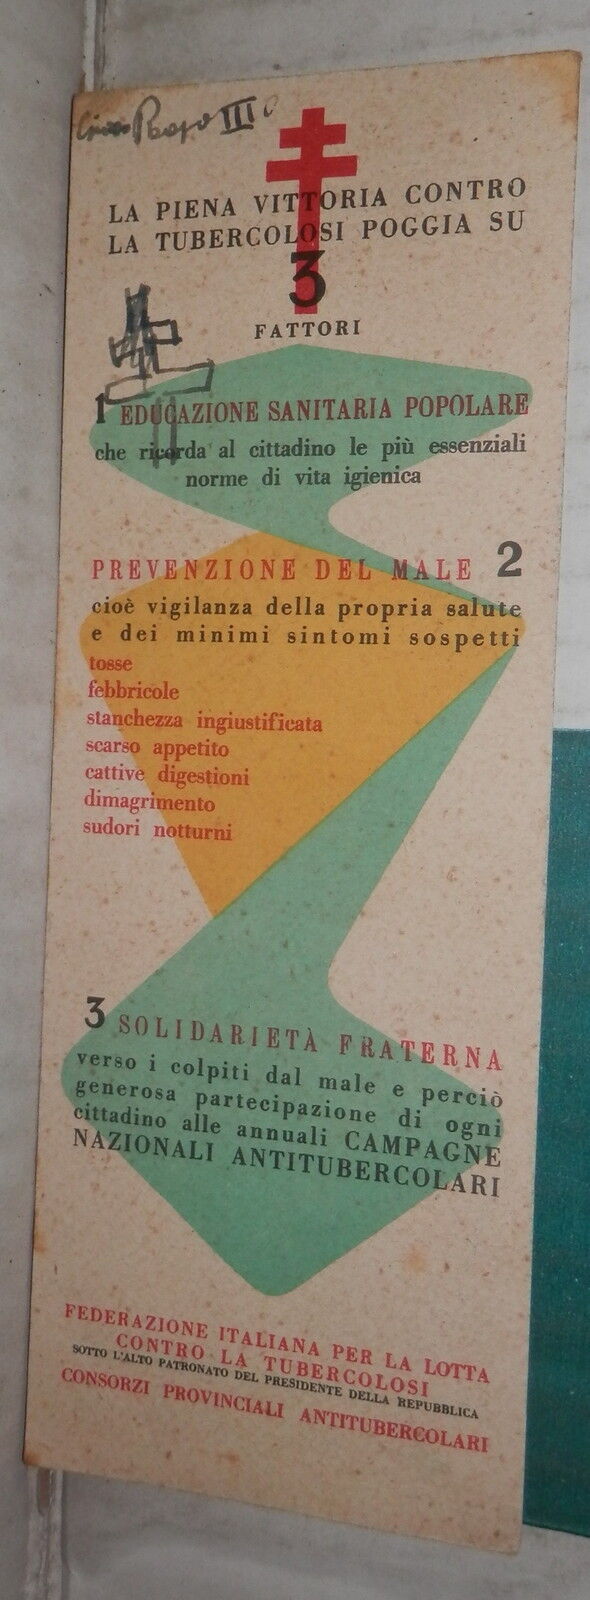 III
LA PIENA VITTORIA CONTRO
LA TUBERCOLOSI POGGIA SU
3
FATTORI
1 EDUCAZIONE SANITARIA POPOLARE
che ricorda al cittadino le più essenziali
norme di vita igienica
PREVENZIONE DEL MALE 2
cioè vigilanza della propria salute
e dei minimi sintomi sospetti
tosse
febbricole
stanchezza ingiustificata
scarso appetito
cattive digestioni
dimagrimento
sudori notturni
3 SOLIDARIETÀ FRATERNA
verso i colpiti dal male e perciò
generosa partecipazione di ogni
cittadino alle annuali CAMPAGNE
NAZIONALI ANTITUBERCOLARI
FEDERAZIONE ITALIANA PER LA LOTTA
CONTRO LA TUBERCOLOSI
SOTTO L'ALTO PATRONATO DEL PRESIDENTE DELLA REPUBBLICA
CONSORZI PROVINCIALI ANTITUBERCOLARI